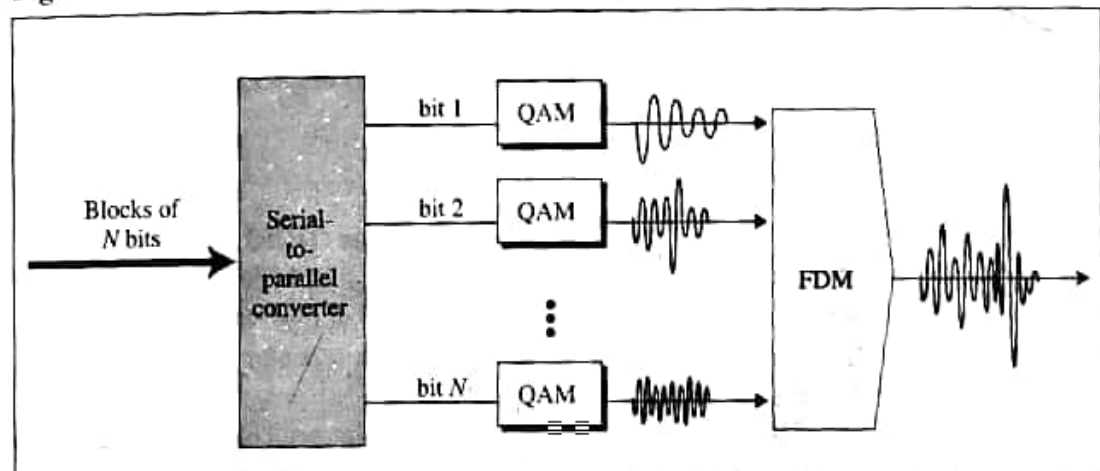 bit 1
QAM
bit 2
QAM
Blocks of
N bits
Serial-
to-
parallel
converter
FDM
bit N
QAM